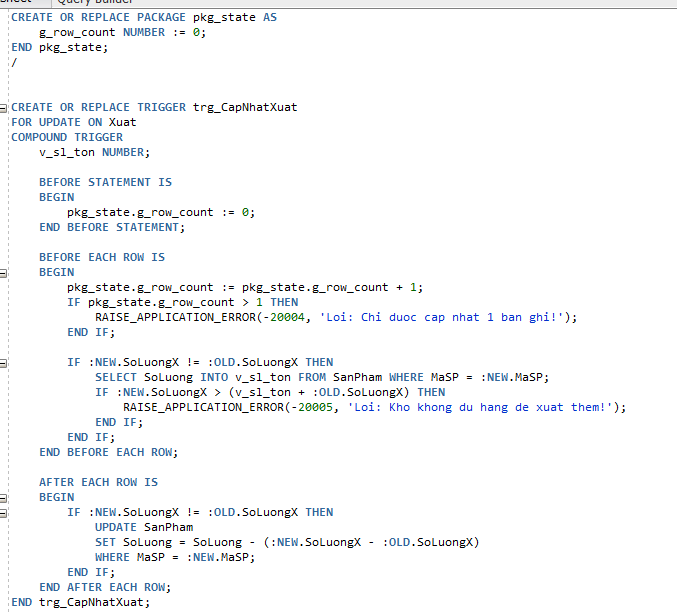 CREATE OR REPLACE PACKAGE pkg_state AS
    g_row_count NUMBER := 0;
END pkg_state;
/
CREATE OR REPLACE TRIGGER trg_CapNhatXuat
FOR UPDATE ON Xuat
COMPOUND TRIGGER
    v_sl_ton NUMBER;
    BEFORE STATEMENT IS
    BEGIN
        pkg_state.g_row_count := 0;
    END BEFORE STATEMENT;
    BEFORE EACH ROW IS
    BEGIN
        pkg_state.g_row_count := pkg_state.g_row_count + 1;
        IF pkg_state.g_row_count > 1 THEN
            RAISE_APPLICATION_ERROR(-20004, 'Loi: Chi duoc cap nhat 1 ban ghi!');
        END IF;
        IF :NEW.SoLuongX != :OLD.SoLuongX THEN
            SELECT SoLuong INTO v_sl_ton FROM SanPham WHERE MaSP = :NEW.MaSP;
            IF :NEW.SoLuongX > (v_sl_ton + :OLD.SoLuongX) THEN
                RAISE_APPLICATION_ERROR(-20005, 'Loi: Kho khong du hang de xuat them!');
            END IF;
        END IF;
    END BEFORE EACH ROW;
    AFTER EACH ROW IS
    BEGIN
        IF :NEW.SoLuongX != :OLD.SoLuongX THEN
            UPDATE SanPham
            SET SoLuong = SoLuong - (:NEW.SoLuongX - :OLD.SoLuongX)
            WHERE MaSP = :NEW.MaSP;
        END IF;
    END AFTER EACH ROW;
END trg_CapNhatXuat;